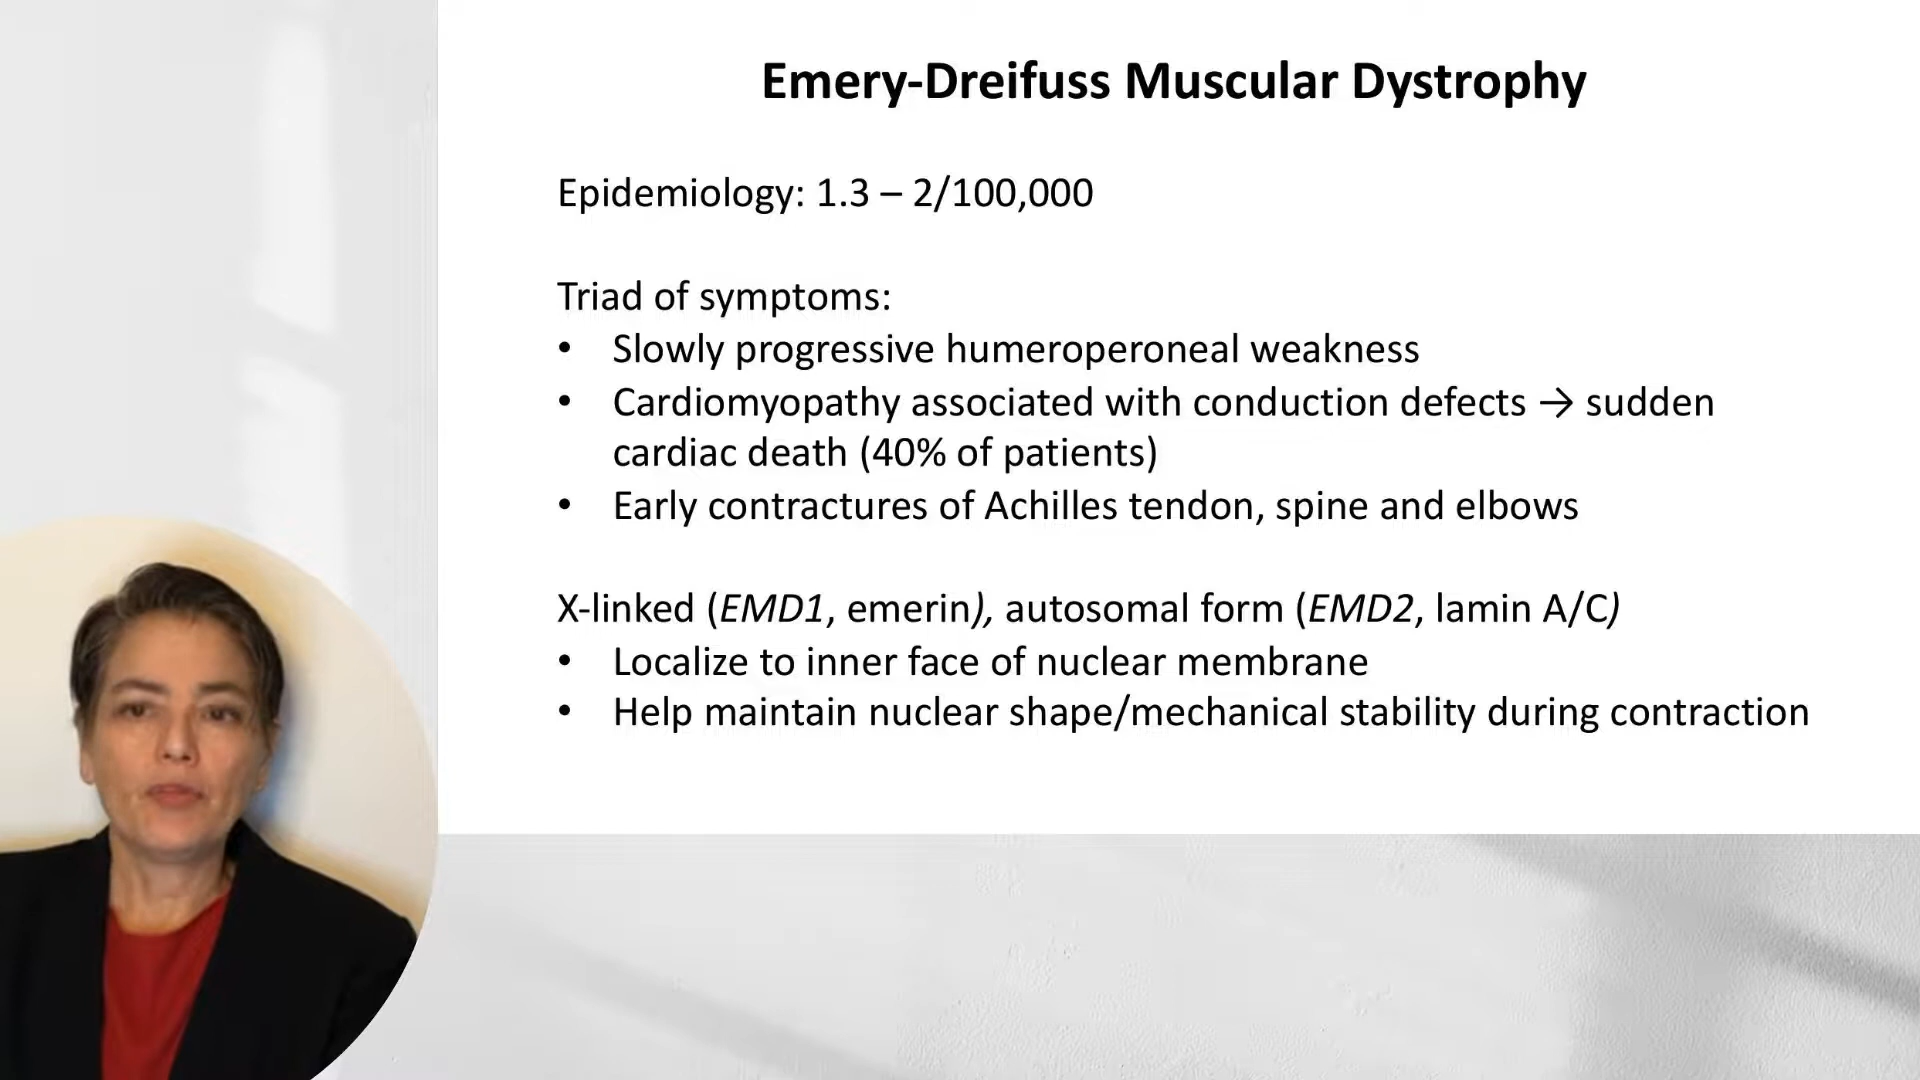 Emery-Dreifuss Muscular Dystrophy
Epidemiology: 1.3 – 2/100,000
Triad of symptoms:
• Slowly progressive humeroperoneal weakness
• Cardiomyopathy associated with conduction defects → sudden
cardiac death (40% of patients)
• Early contractures of Achilles tendon, spine and elbows
X-linked (EMD1, emerin), autosomal form (EMD2, lamin A/C)
• Localize to inner face of nuclear membrane
• Help maintain nuclear shape/mechanical stability during contraction